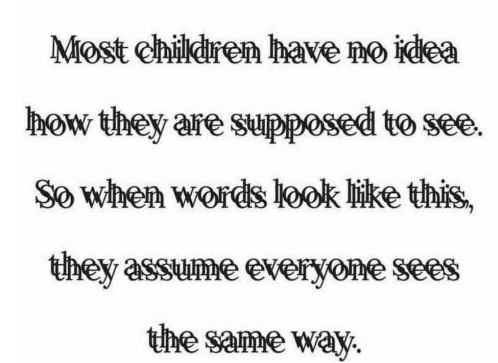 Most children have no idea
how they are supposed to see.
So when words look like this,
they assume everyone sees
the same way.